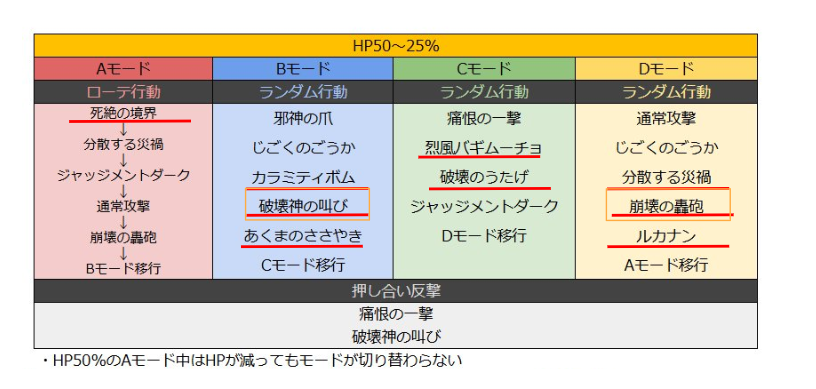 HP50～25%
Aモード Bモード Cモード Dモード
ローテ行動 ランダム行動 ランダム行動 ランダム行動
死絶の境界 邪神の爪 痛恨の一撃 通常攻撃
↓
分散する災禍 じごくのごうか 烈風バギムーチョ じごくのごうか
↓
ジャッジメントダーク カラミティボム 破壊のうたげ 分散する災禍
↓
通常攻撃 破壊神の叫び ジャッジメントダーク 崩壊の轟砲
↓
崩壊の轟砲 あくまのささやき Dモード移行 ルカナン
↓
Bモード移行 Cモード移行 Aモード移行
押し合い反撃
痛恨の一撃
破壊神の叫び
・HP50%のAモード中はHPが減ってもモードが切り替わらない